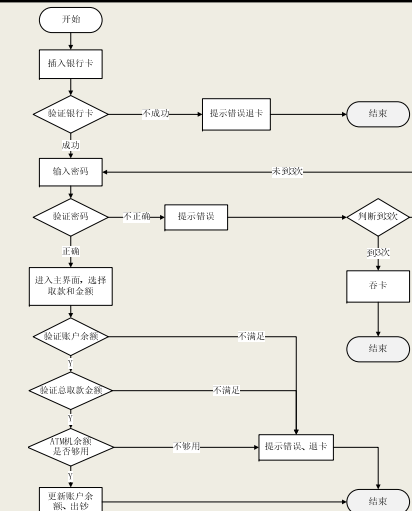 开始
插入银行卡
验证银行卡
不成功
提示错误退卡
结束
成功
输入密码
未到3次
验证密码
不正确
提示错误
判断到3次
正确
到3次
进入主界面，选择
取款和金额
吞卡
验证账户余额
不满足
结束
Y
验证总取款金额
不满足
Y
ATM机余额
是否够用
不够用
提示错误、退卡
Y
更新账户余
额、出钞
结束